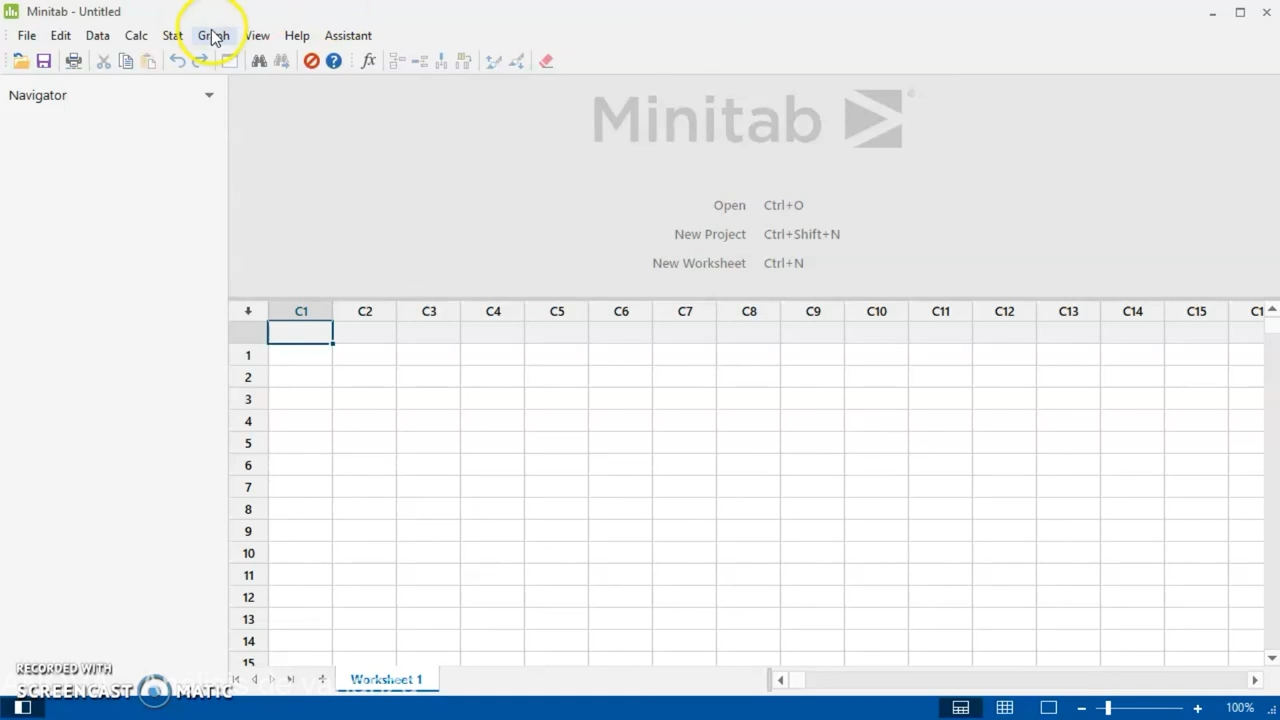 Minitab - Untitled
File Edit Data Calc Stat Graph View Help Assistant
fx
Navigator
Minitab
Open Ctrl+O
New Project Ctrl+Shift+N
New Worksheet Ctrl+N
C1 C2 C3 C4 C5 C6 C7 C8 C9 C10 C11 C12 C13 C14 C15
1
2
3
4
5
6
7
8
9
10
11
12
13
14
15
RECORDED WITH
SCREENCAST MATIC
Worksheet 1
100%